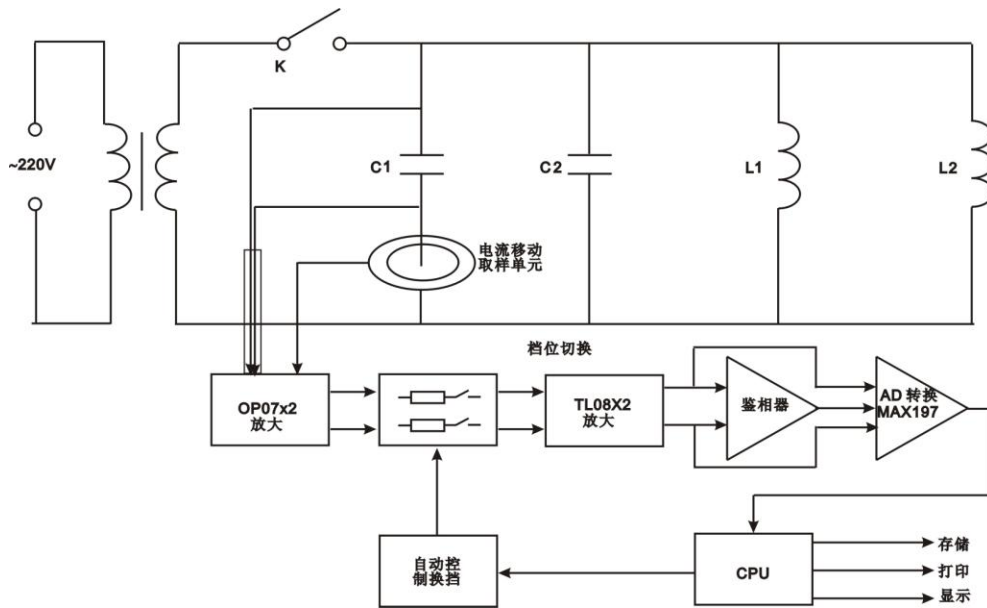 K
~220V
C1
C2
L1
L2
电流移动
取样单元
档位切换
OP07x2
放大
TL08X2
放大
鉴相器
AD 转换
MAX197
自动控
制换挡
CPU
存储
打印
显示